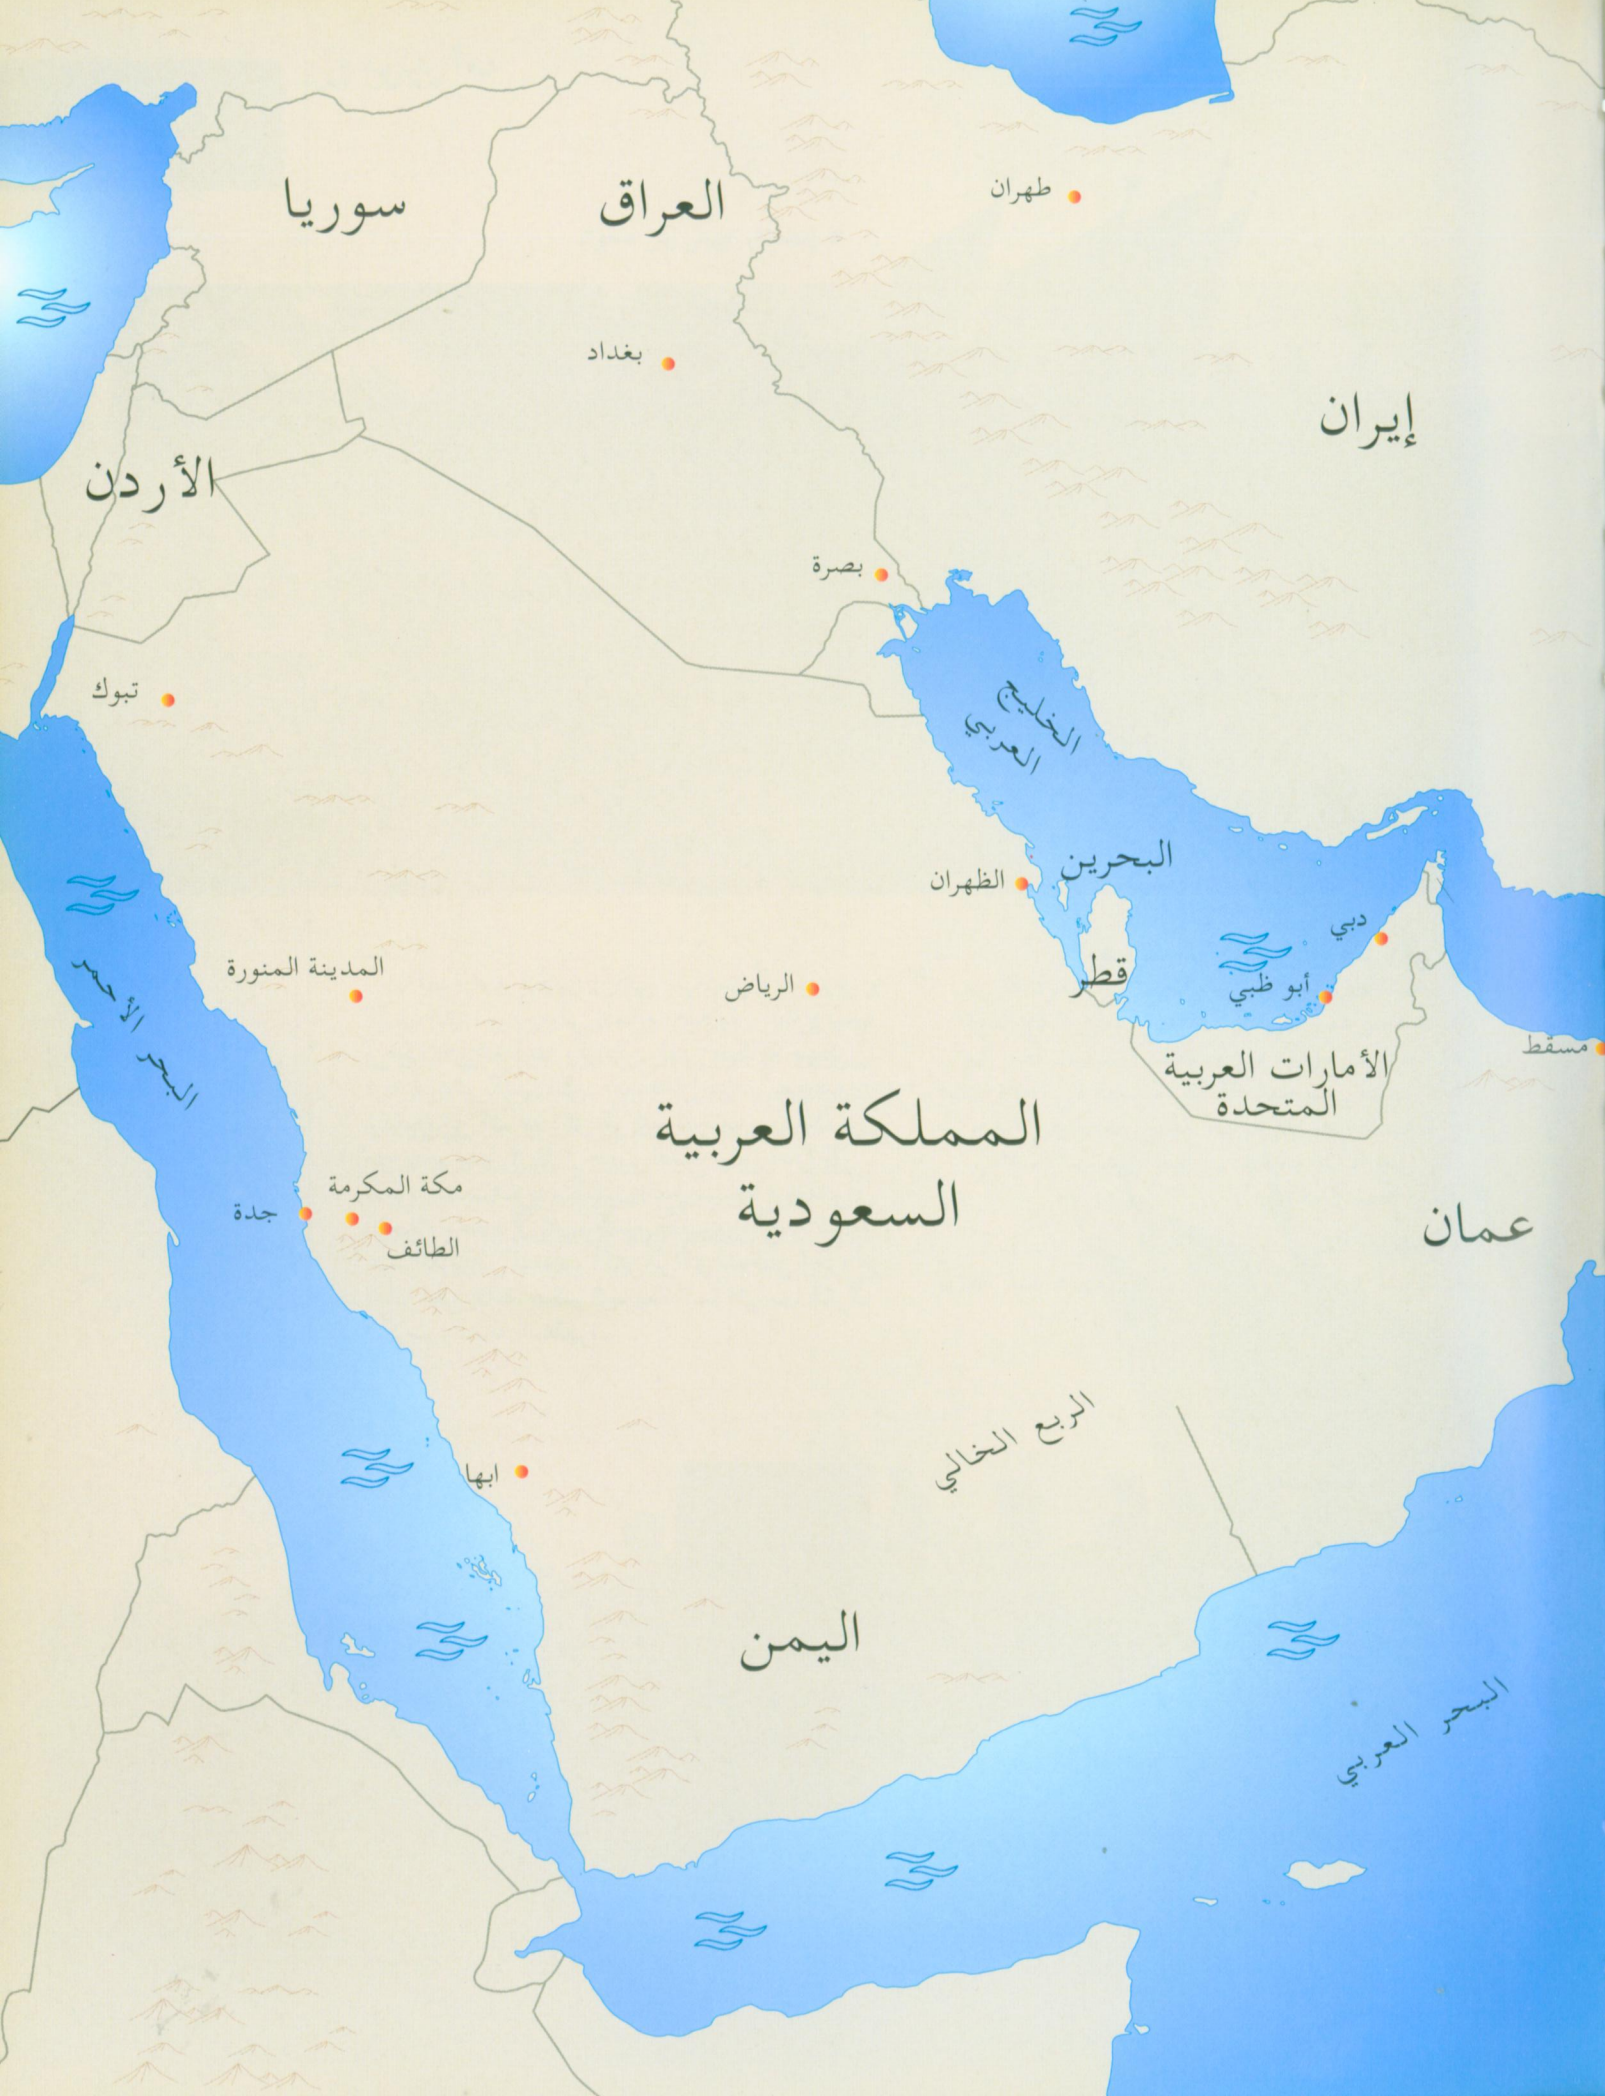 سوريا
العراق
طهران
بغداد
إيران
الأردن
بصرة
تبوك
الخليج
العربي
البحرين
الظهران
دبي
قطر
أبو ظبي
المدينة المنورة
الرياض
مسقط
البحر الأحمر
الأمارات العربية
المتحدة
المملكة العربية
السعودية
مكة المكرمة
جدة
الطائف
عمان
الربع الخالي
ابها
اليمن
البحر العربي